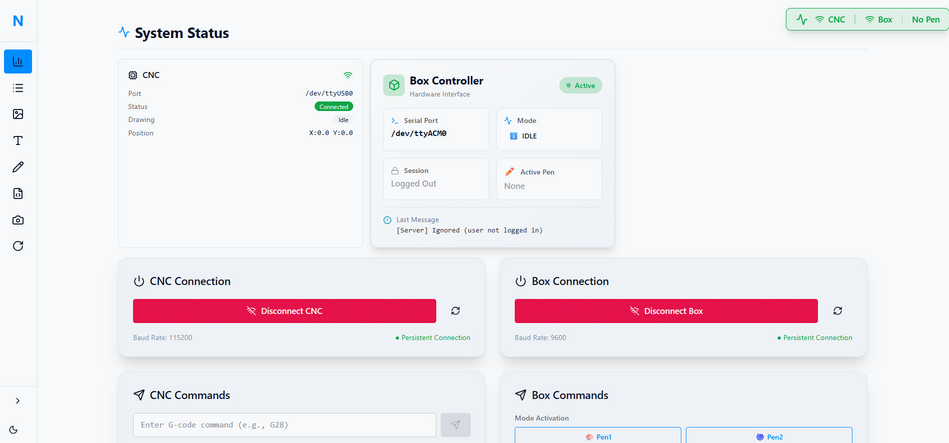 N
CNC
Box
No Pen
System Status
CNC
Port
/dev/ttyUSB0
Status
Connected
Drawing
Idle
Position
X:0.0 Y:0.0
Box Controller
Hardware Interface
Active
Serial Port
/dev/ttyACM0
Mode
IDLE
Session
Logged Out
Active Pen
None
Last Message
[Server] Ignored (user not logged in)
CNC Connection
Disconnect CNC
Baud Rate: 115200
Persistent Connection
Box Connection
Disconnect Box
Baud Rate: 9600
Persistent Connection
CNC Commands
Enter G-code command (e.g., G28)
Box Commands
Mode Activation
Pen1
Pen2